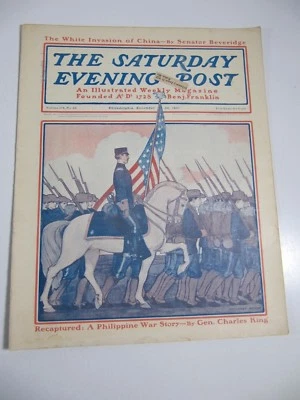 The White Invasion of China—By Senator Beveridge
THE SATURDAY
EVENING POST
An Illustrated Weekly Magazine
Founded A° D¹ 1728 by Benj. Franklin
Recaptured: A Philippine War Story—By Gen. Charles King